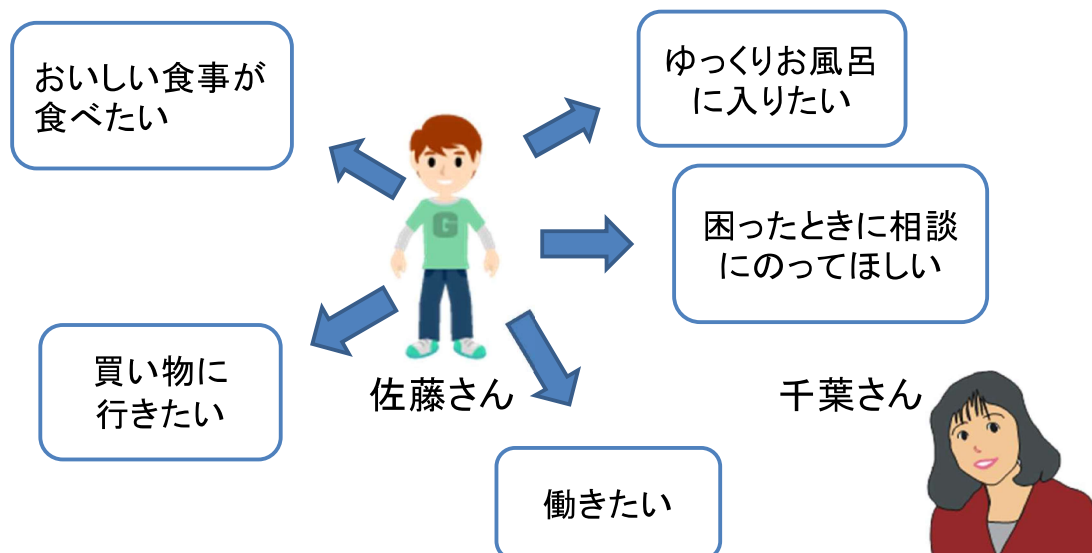 おいしい食事が
食べたい
ゆっくりお風呂
に入りたい
G
困ったときに相談
にのってほしい
買い物に
行きたい
佐藤さん
千葉さん
働きたい